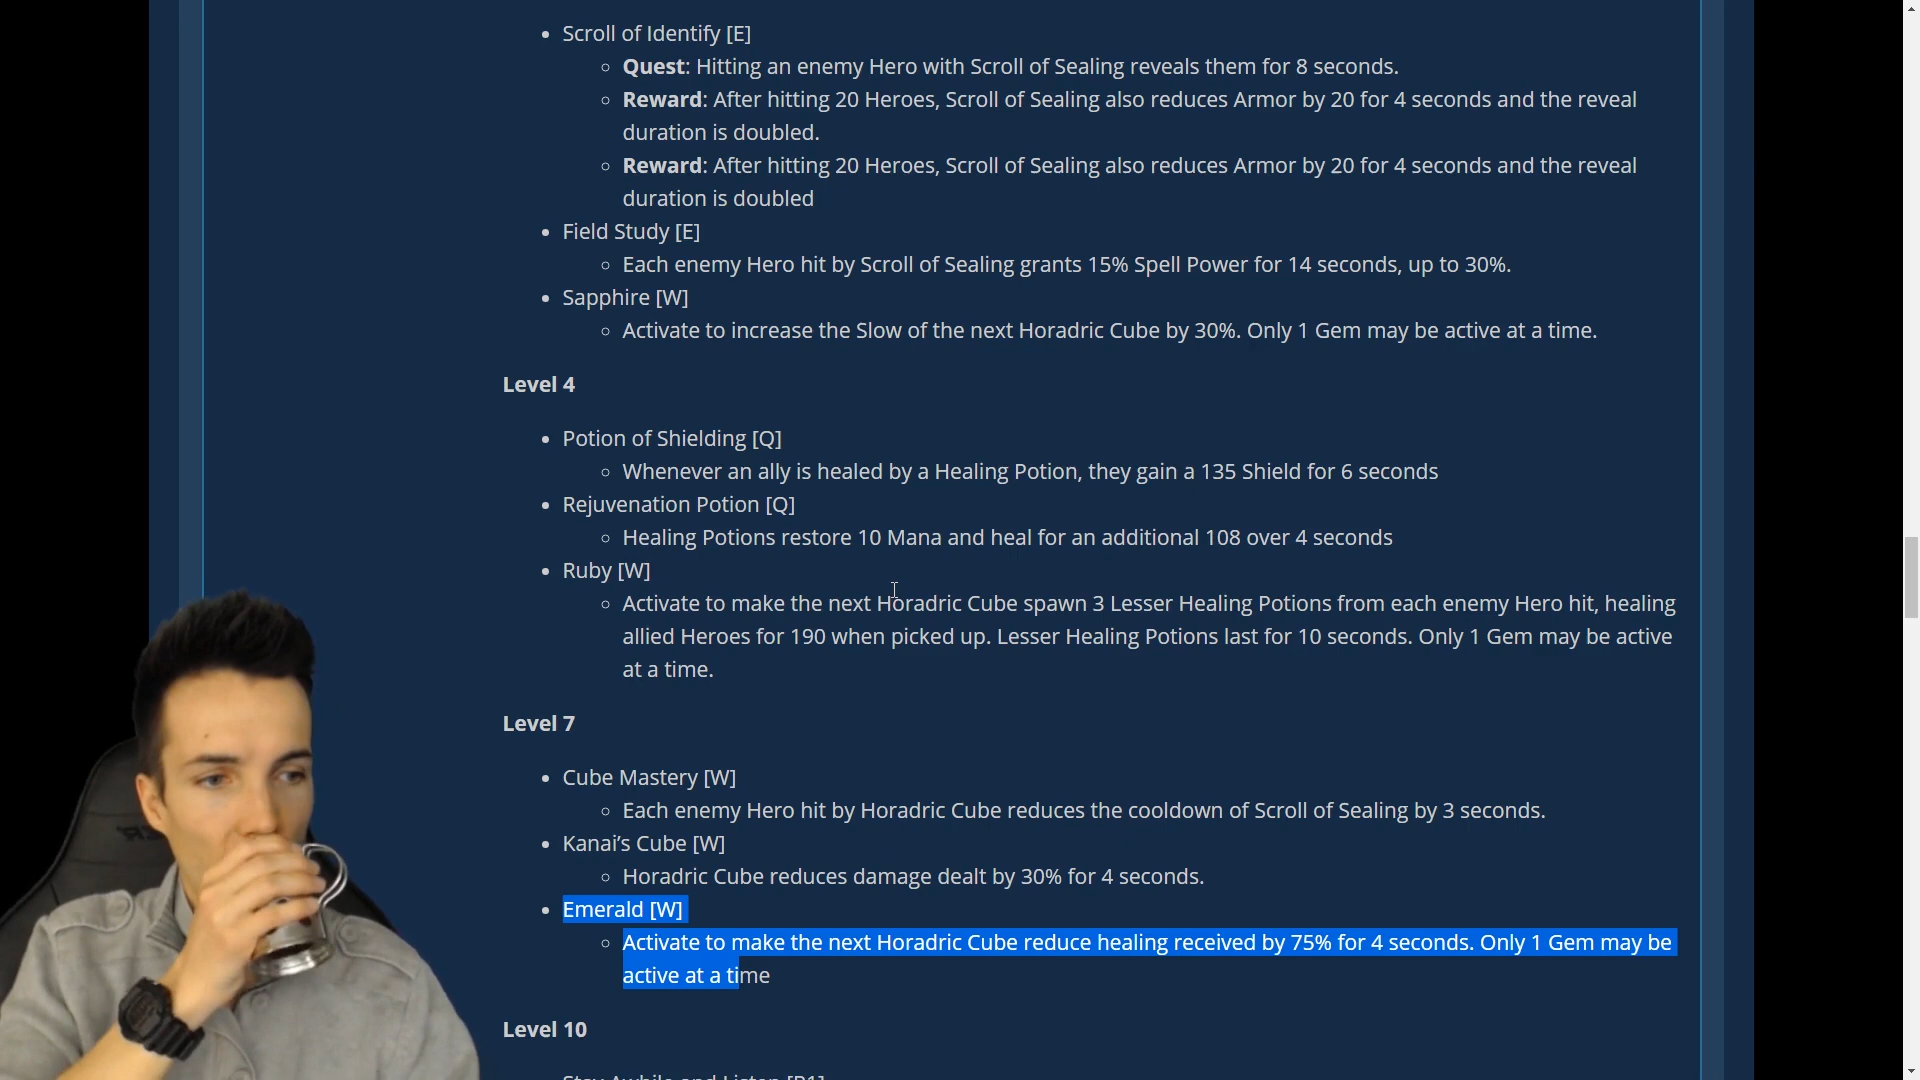 Scroll of Identify [E]
Quest: Hitting an enemy Hero with Scroll of Sealing reveals them for 8 seconds.
Reward: After hitting 20 Heroes, Scroll of Sealing also reduces Armor by 20 for 4 seconds and the reveal
duration is doubled.
Reward: After hitting 20 Heroes, Scroll of Sealing also reduces Armor by 20 for 4 seconds and the reveal
duration is doubled
Field Study [E]
Each enemy Hero hit by Scroll of Sealing grants 15% Spell Power for 14 seconds, up to 30%.
Sapphire [W]
Activate to increase the Slow of the next Horadric Cube by 30%. Only 1 Gem may be active at a time.
Level 4
Potion of Shielding [Q]
Whenever an ally is healed by a Healing Potion, they gain a 135 Shield for 6 seconds
Rejuvenation Potion [Q]
Healing Potions restore 10 Mana and heal for an additional 108 over 4 seconds
Ruby [W]
Activate to make the next Horadric Cube spawn 3 Lesser Healing Potions from each enemy Hero hit, healing
allied Heroes for 190 when picked up. Lesser Healing Potions last for 10 seconds. Only 1 Gem may be active
at a time.
Level 7
Cube Mastery [W]
Each enemy Hero hit by Horadric Cube reduces the cooldown of Scroll of Sealing by 3 seconds.
Kanai’s Cube [W]
Horadric Cube reduces damage dealt by 30% for 4 seconds.
Emerald [W]
Activate to make the next Horadric Cube reduce healing received by 75% for 4 seconds. Only 1 Gem may be
active at a time
Level 10
Stay Awhile and Listen [R1]